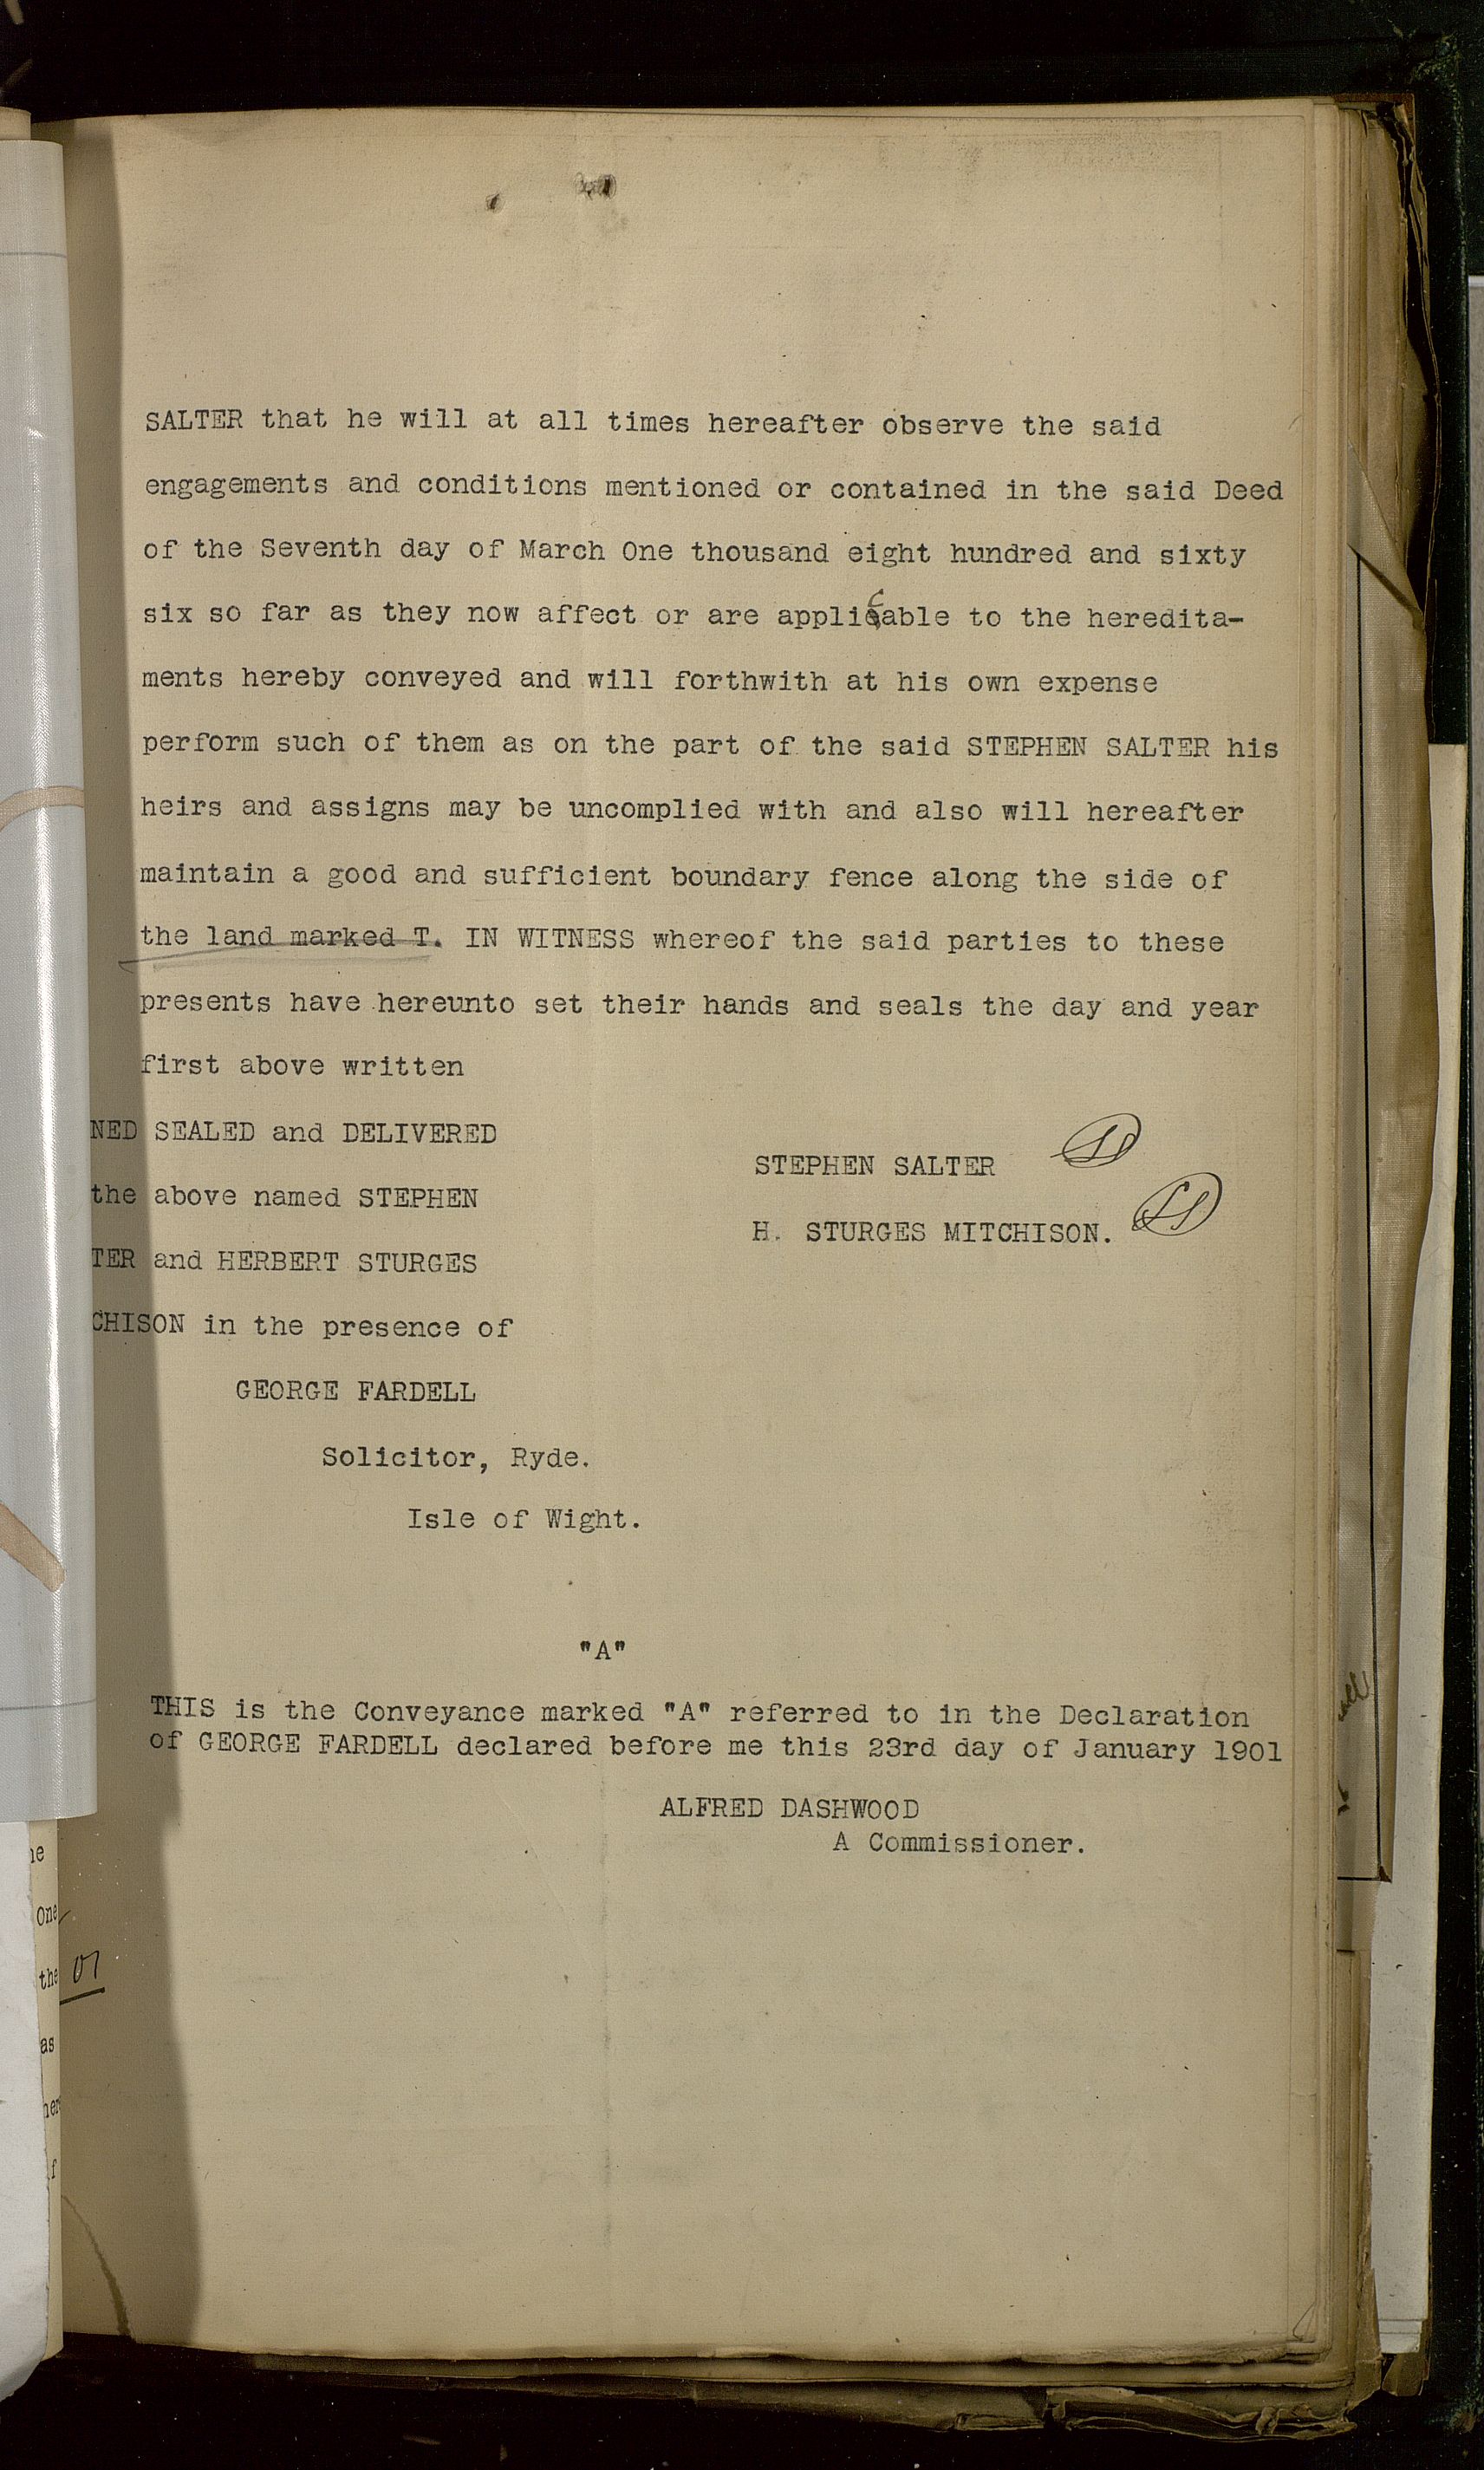 SALTER that he will at all times hereafter observe the said
engagements and conditions mentioned or contained in the said Deed
of the Seventh day of March One thousand eight hundred and sixty
six so far as they now affect or are applicable to the heredita-
ments hereby conveyed and will forthwith at his own expense
perform such of them as on the part of the said STEPHEN SALTER his
heirs and assigns may be uncomplied with and also will hereafter
maintain a good and sufficient boundary fence along the side of
the land marked T. IN WITNESS whereof the said parties to these
presents have hereunto set their hands and seals the day and year
first above written
NED SEALED and DELIVERED
the above named STEPHEN
TER and HERBERT STURGES
CHISON in the presence of
STEPHEN SALTER
H. STURGES MITCHISON.
GEORGE FARDELL
Solicitor, Ryde.
Isle of Wight.
"A"
THIS is the Conveyance marked "A" referred to in the Declaration
of GEORGE FARDELL declared before me this 23rd day of January 1901
ALFRED DASHWOOD
A Commissioner.
One
the
as